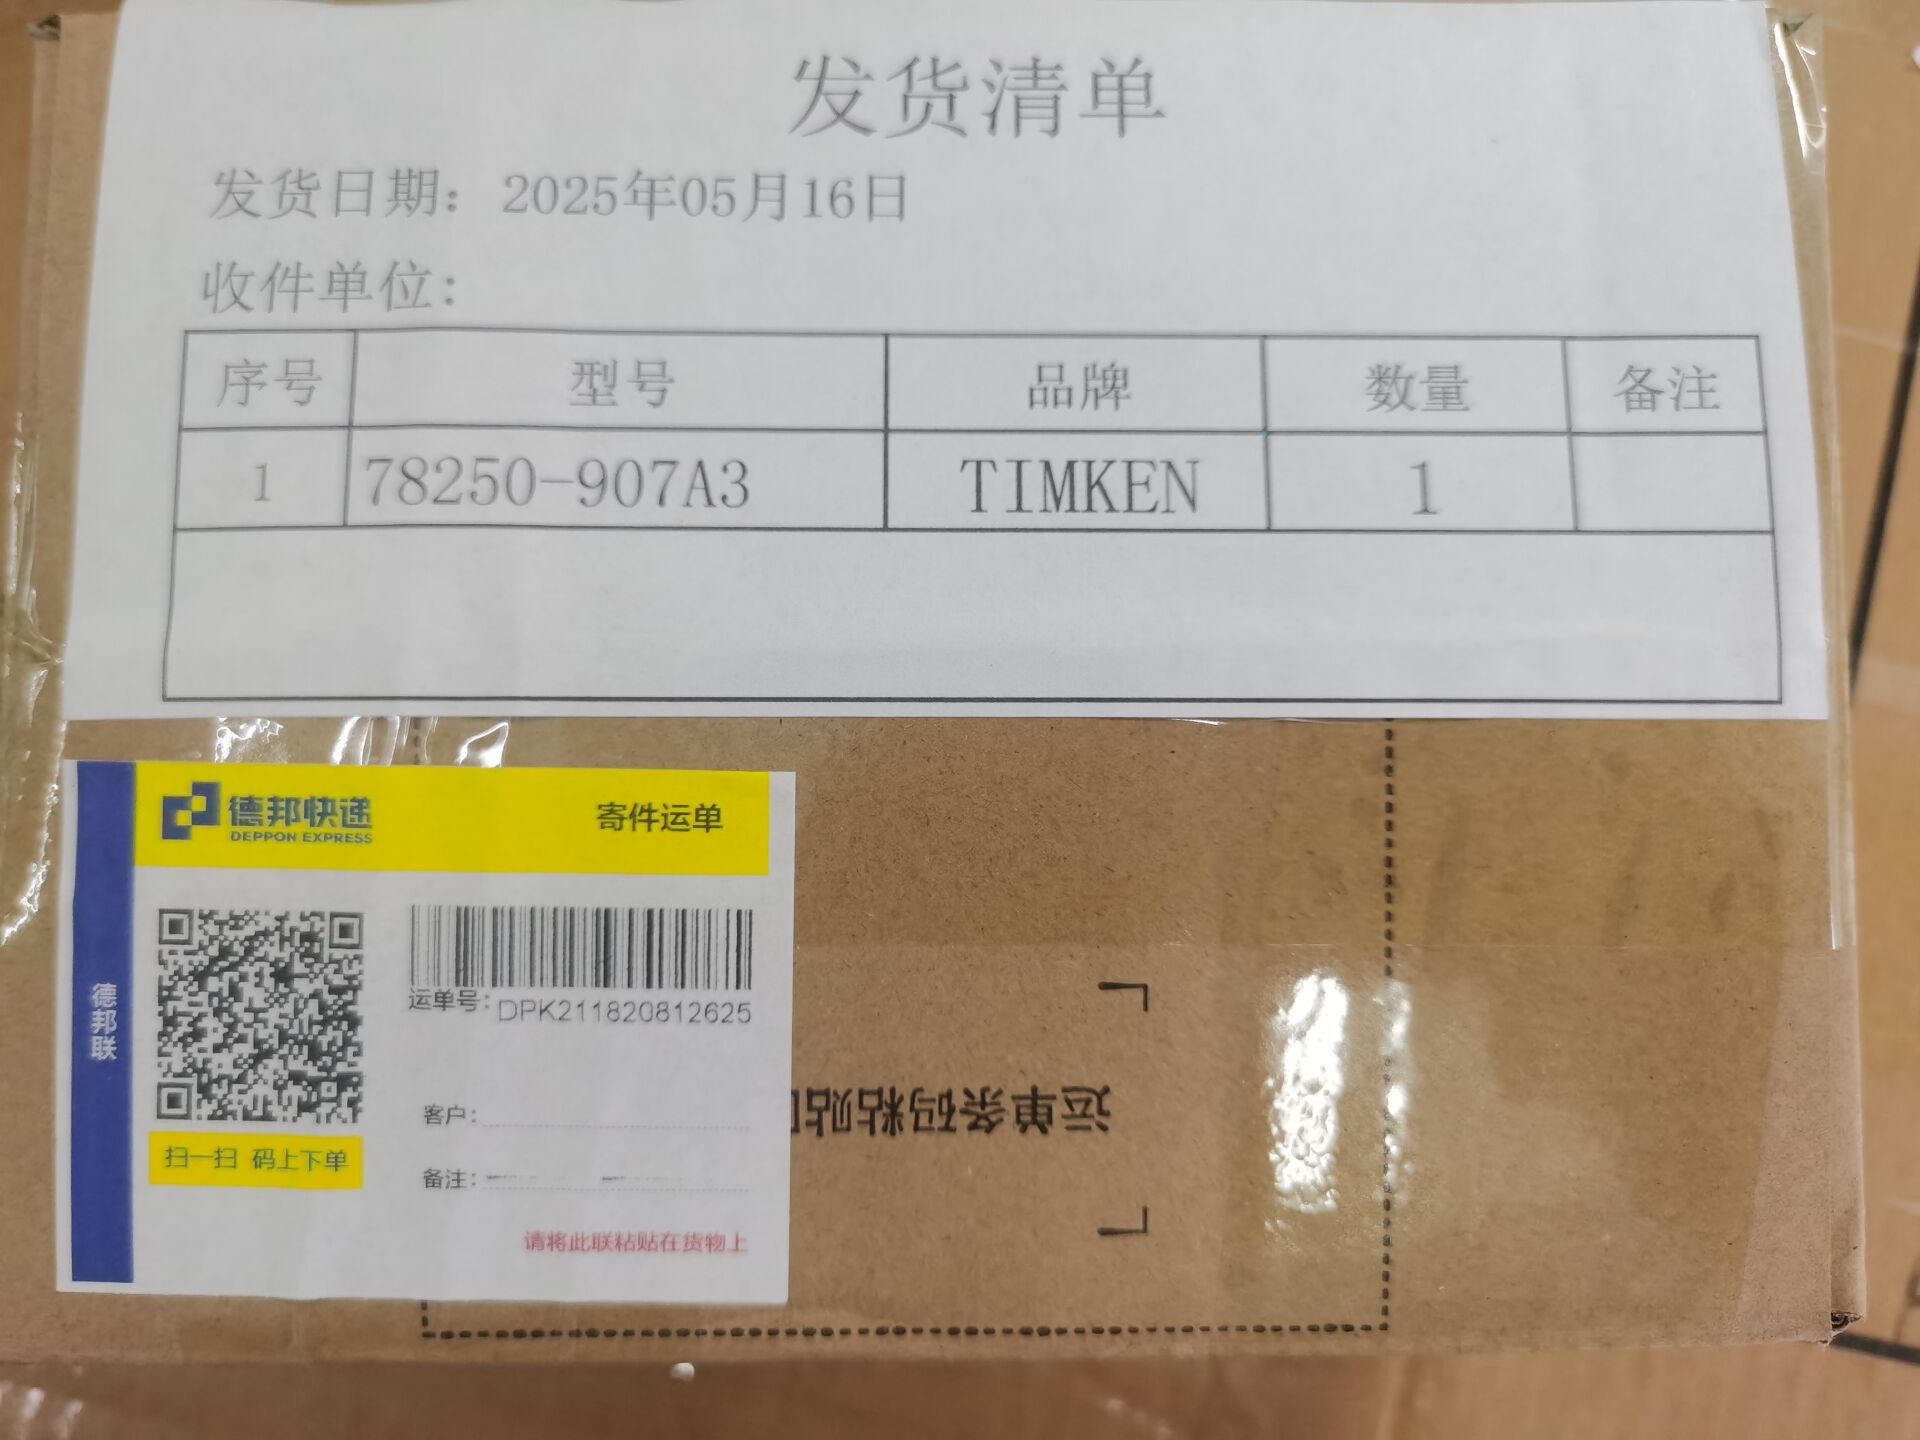 发货清单
发货日期：2025年05月16日
收件单位：
序号 型号 品牌 数量 备注
1 78250-907A3 TIMKEN 1
德邦快递 寄件运单
DEPPON EXPRESS
德邦联
运单号：DPK211820812625
客户：
备注：
扫一扫 码上下单
请将此联粘贴在货物上
运单条码粘贴